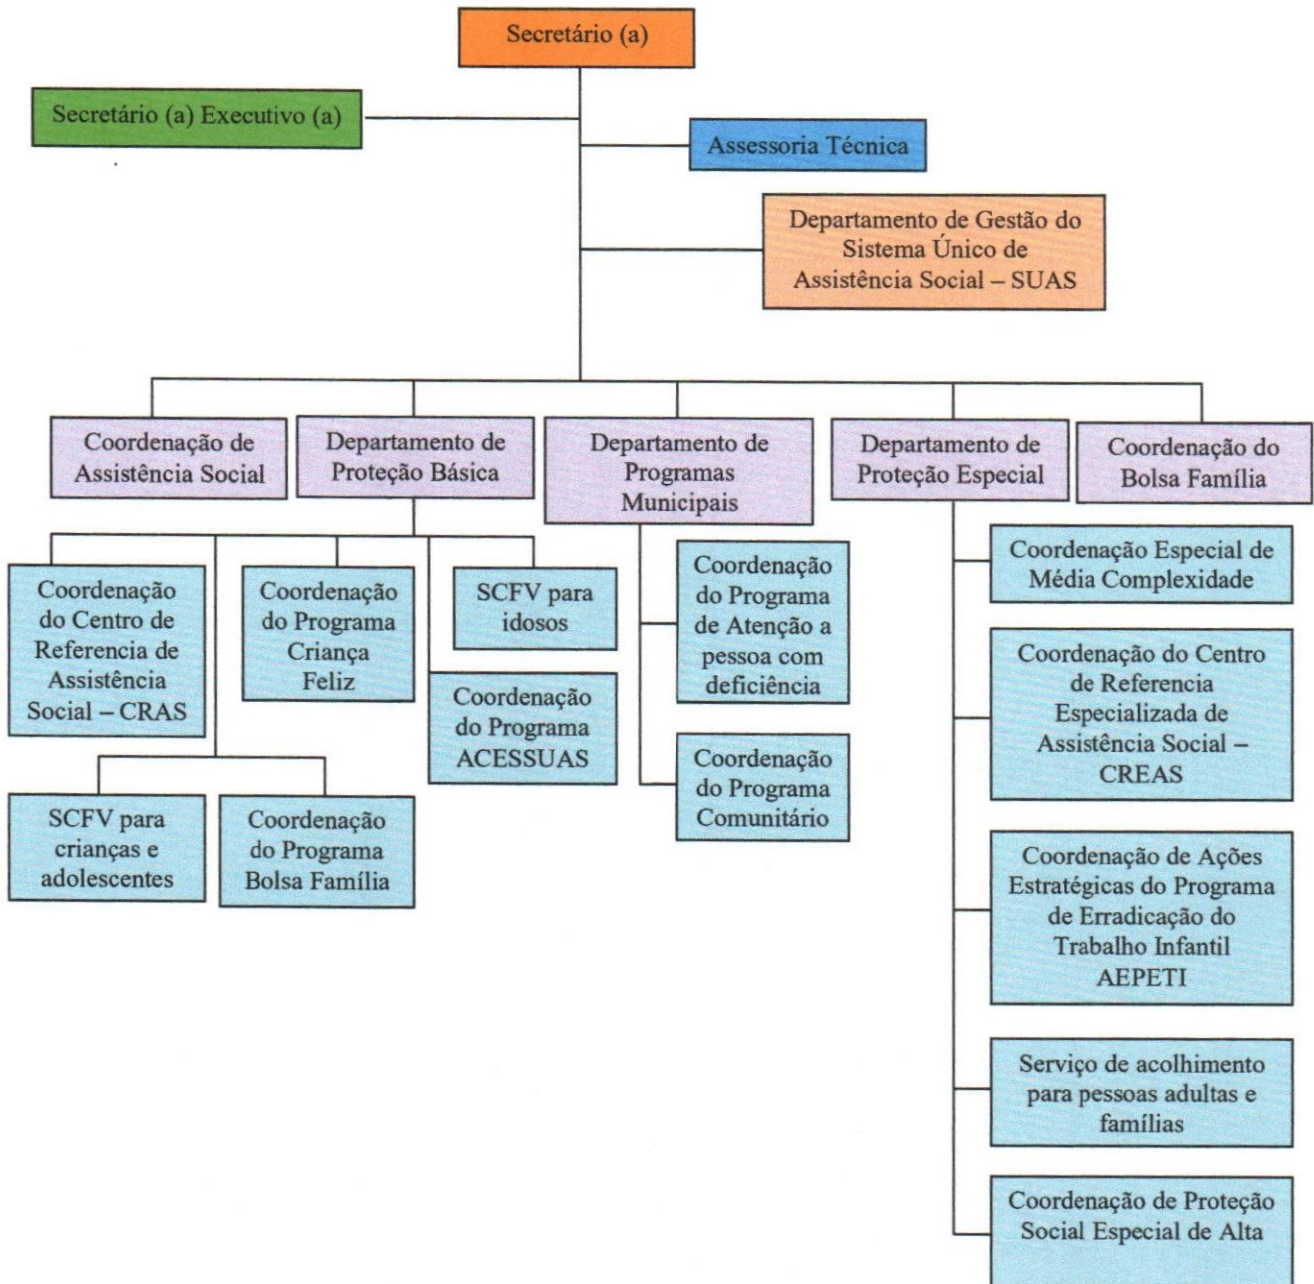 Secretário (a)
Secretário (a) Executivo (a)
Assessoria Técnica
Departamento de Gestão do
Sistema Único de
Assistência Social – SUAS
Coordenação de
Assistência Social
Departamento de
Proteção Básica
Departamento de
Programas
Municipais
Departamento de
Proteção Especial
Coordenação do
Bolsa Família
Coordenação
do Centro de
Referencia de
Assistência
Social – CRAS
Coordenação
do Programa
Criança
Feliz
SCFV para
idosos
Coordenação
do Programa
ACESSUAS
SCFV para
crianças e
adolescentes
Coordenação
do Programa
Bolsa Família
Coordenação
do Programa
de Atenção a
pessoa com
deficiência
Coordenação
do Programa
Comunitário
Coordenação Especial de
Média Complexidade
Coordenação do Centro
de Referencia
Especializada de
Assistência Social –
CREAS
Coordenação de Ações
Estratégicas do Programa
de Erradicação do
Trabalho Infantil
AEPETI
Serviço de acolhimento
para pessoas adultas e
famílias
Coordenação de Proteção
Social Especial de Alta